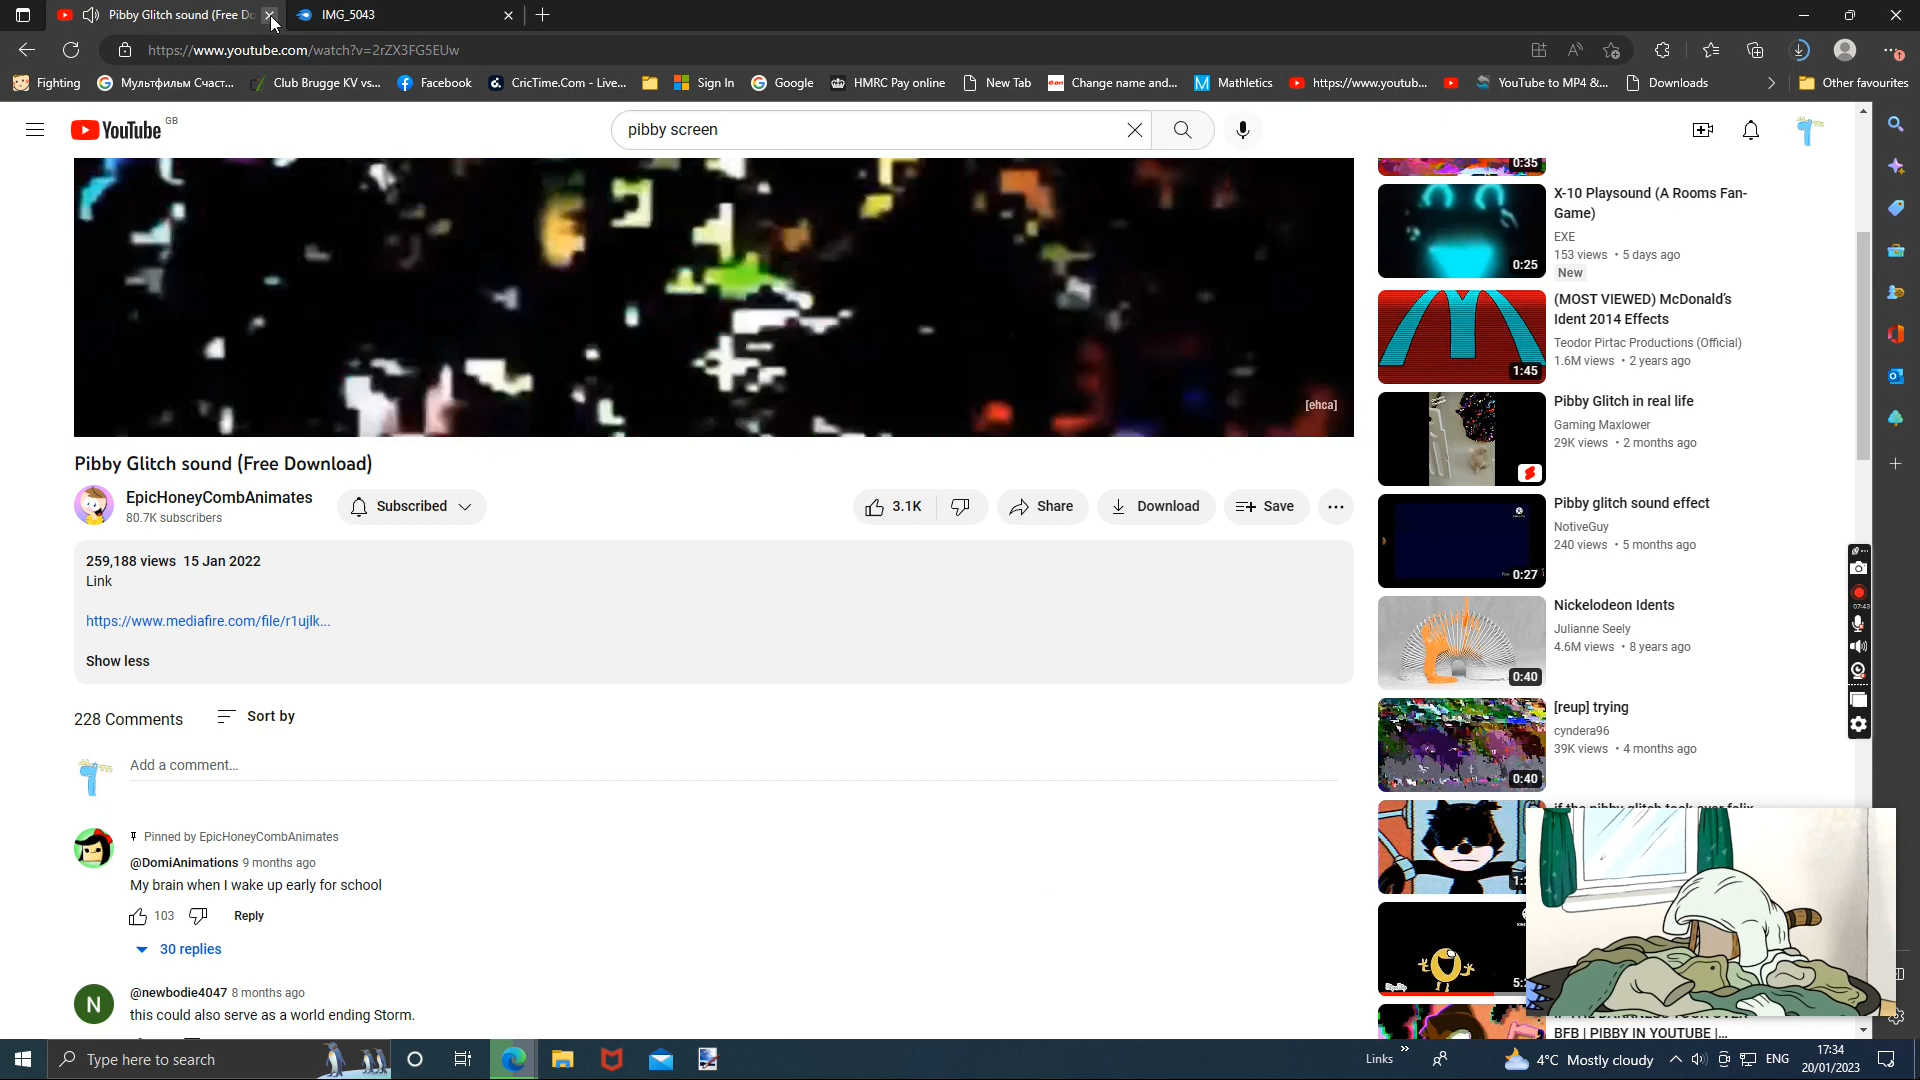 Pibby Glitch sound (Free Do
IMG_5043
https://www.youtube.com/watch?v=2rZX3FG5EUw
Fighting
Мультфильм Счаст...
Club Brugge KV vs...
Facebook
CricTime.Com - Live...
Sign In
Google
HMRC Pay online
New Tab
Change name and...
Mathletics
https://www.youtub...
YouTube to MP4 &...
Downloads
Other favourites
YouTube GB
pibby screen
[ehca]
Pibby Glitch sound (Free Download)
EpicHoneyCombAnimates
80.7K subscribers
Subscribed
3.1K
Share
Download
Save
259,188 views 15 Jan 2022
Link
https://www.mediafire.com/file/r1ujlk...
Show less
228 Comments
Sort by
Add a comment...
Pinned by EpicHoneyCombAnimates
@DomiAnimations 9 months ago
My brain when I wake up early for school
103
Reply
30 replies
N
@newbodie4047 8 months ago
this could also serve as a world ending Storm.
0:35
X-10 Playsound (A Rooms Fan-
Game)
EXE
153 views • 5 days ago
New
0:25
(MOST VIEWED) McDonald's
Ident 2014 Effects
Teodor Pirtac Productions (Official)
1.6M views • 2 years ago
1:45
Pibby Glitch in real life
Gaming Maxlower
29K views • 2 months ago
Pibby glitch sound effect
NotiveGuy
240 views • 5 months ago
0:27
Nickelodeon Idents
Julianne Seely
4.6M views • 8 years ago
0:40
[reup] trying
cyndera96
39K views • 4 months ago
0:40
if the pibby glitch took over felix
BFB | PIBBY IN YOUTUBE |...
07:43
Type here to search
Links
4°C Mostly cloudy
ENG
17:34
20/01/2023